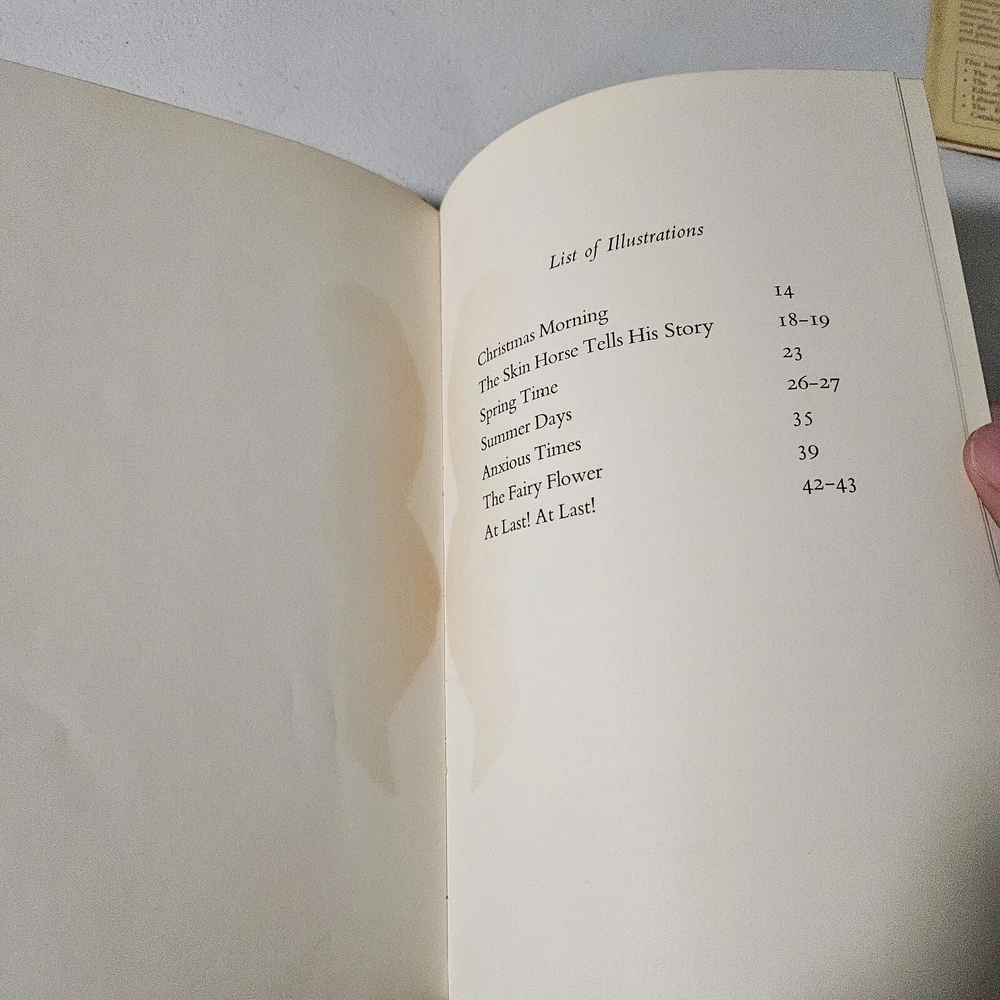 List of Illustrations
Christmas Morning 14
The Skin Horse Tells His Story 18–19
Spring Time 23
Summer Days 26–27
Anxious Times 35
The Fairy Flower 39
At Last! At Last! 42–43